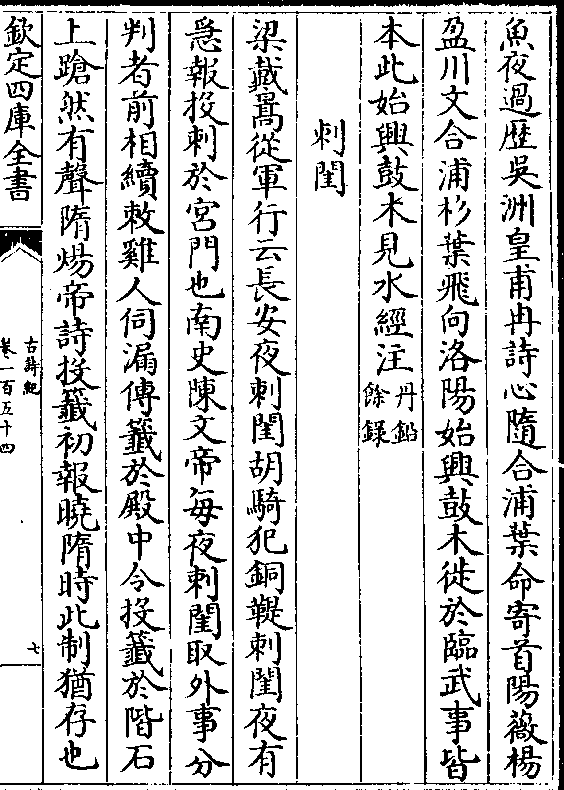 魚夜過歴吳洲皇甫冉詩心隨合浦葉命寄首陽薇楊
盈川文合浦杉葉飛向洛陽始興鼓木徙於臨武事皆
本此始興鼓木見水經注丹鉛餘録
刺閨
梁戴暠從軍行云長安夜刺閨胡騎犯銅鞮刺閨夜有
急報投刺於宮門也南史陳文帝每夜刺閨取外事分
判者前相續敕雞人伺漏傳籖於殿中令投籖於階石
上蹌然有聲隋煬帝詩投籖初報曉隋時此制猶存也
欽定四庫全書
古詩紀
卷一百五十四
七